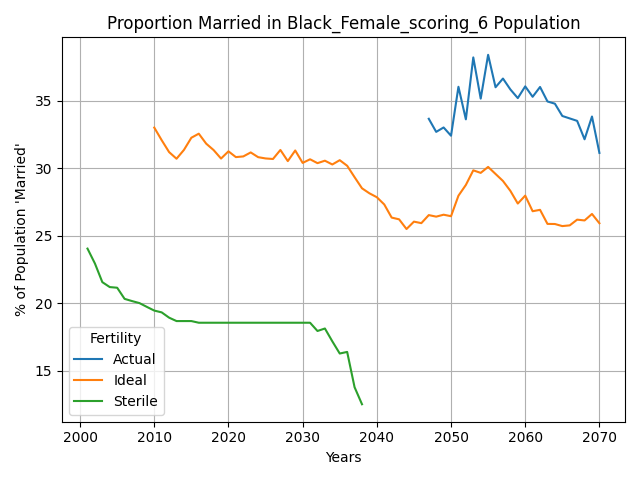 Proportion Married in Black_Female_scoring_6 Population
% of Population 'Married'
35
30
25
20
15
Fertility
Actual
Ideal
Sterile
2000 2010 2020 2030 2040 2050 2060 2070
Years